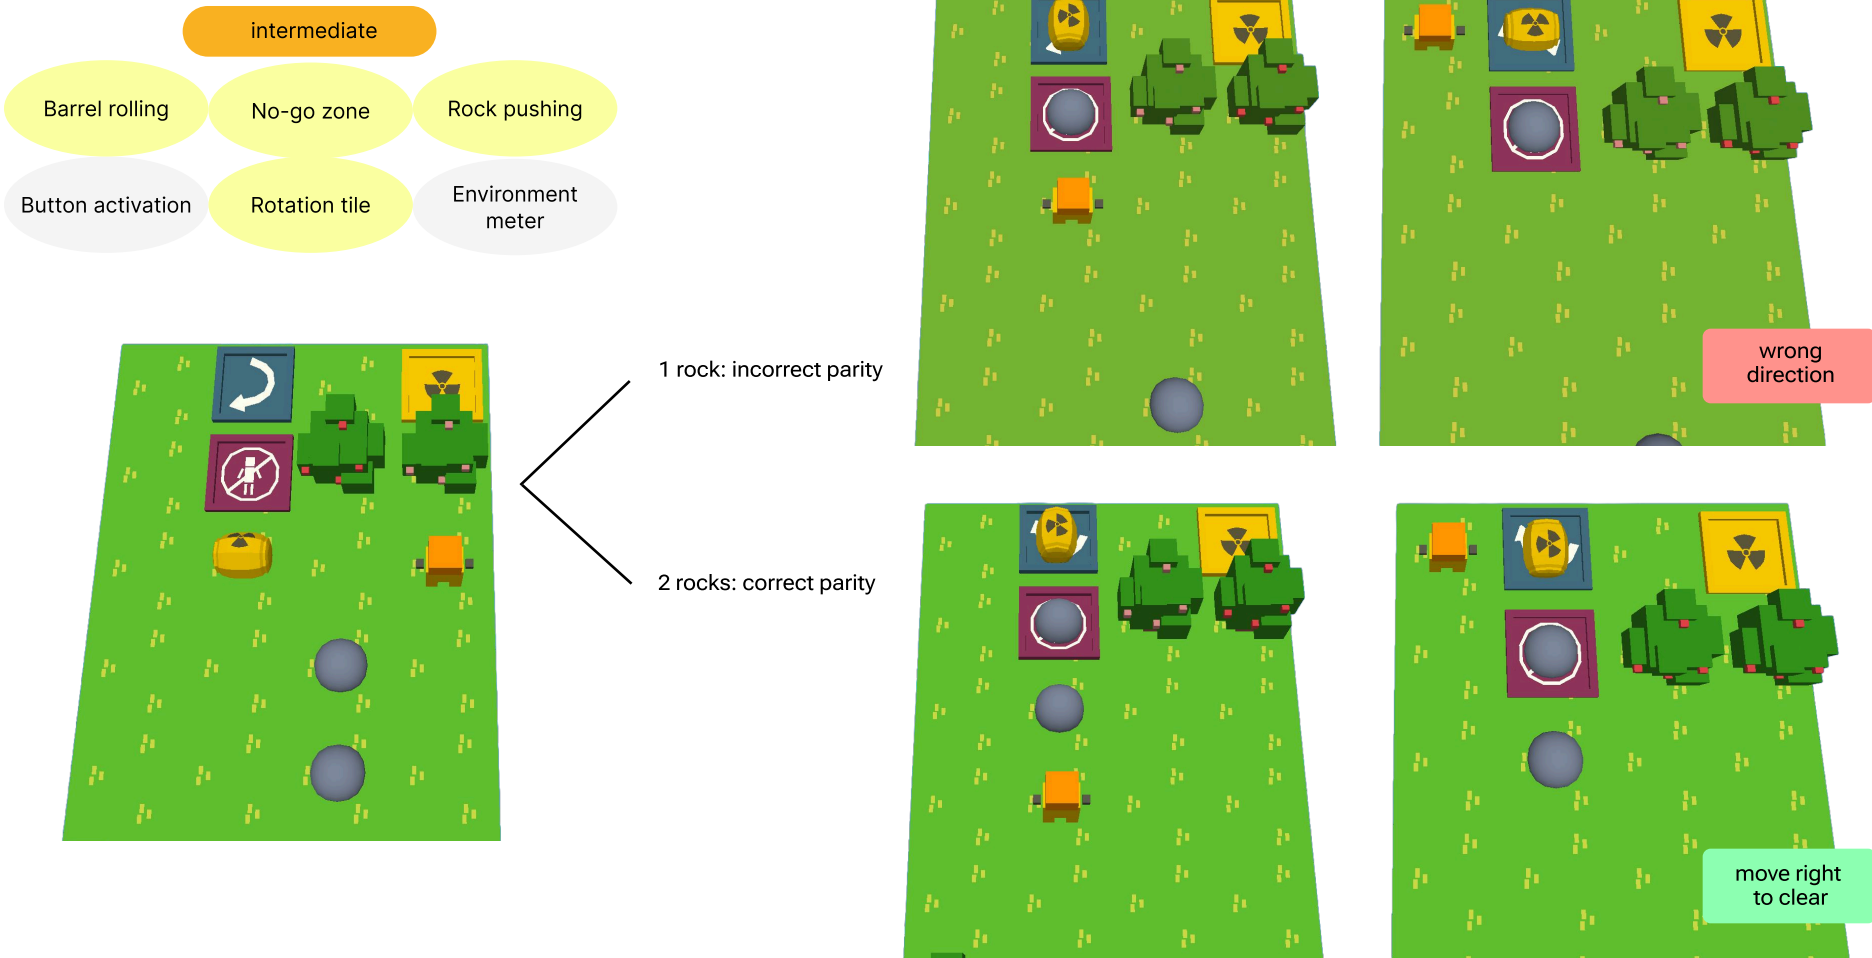 intermediate
Barrel rolling
No-go zone
Rock pushing
Button activation
Rotation tile
Environment
meter
1 rock: incorrect parity
wrong
direction
2 rocks: correct parity
move right
to clear